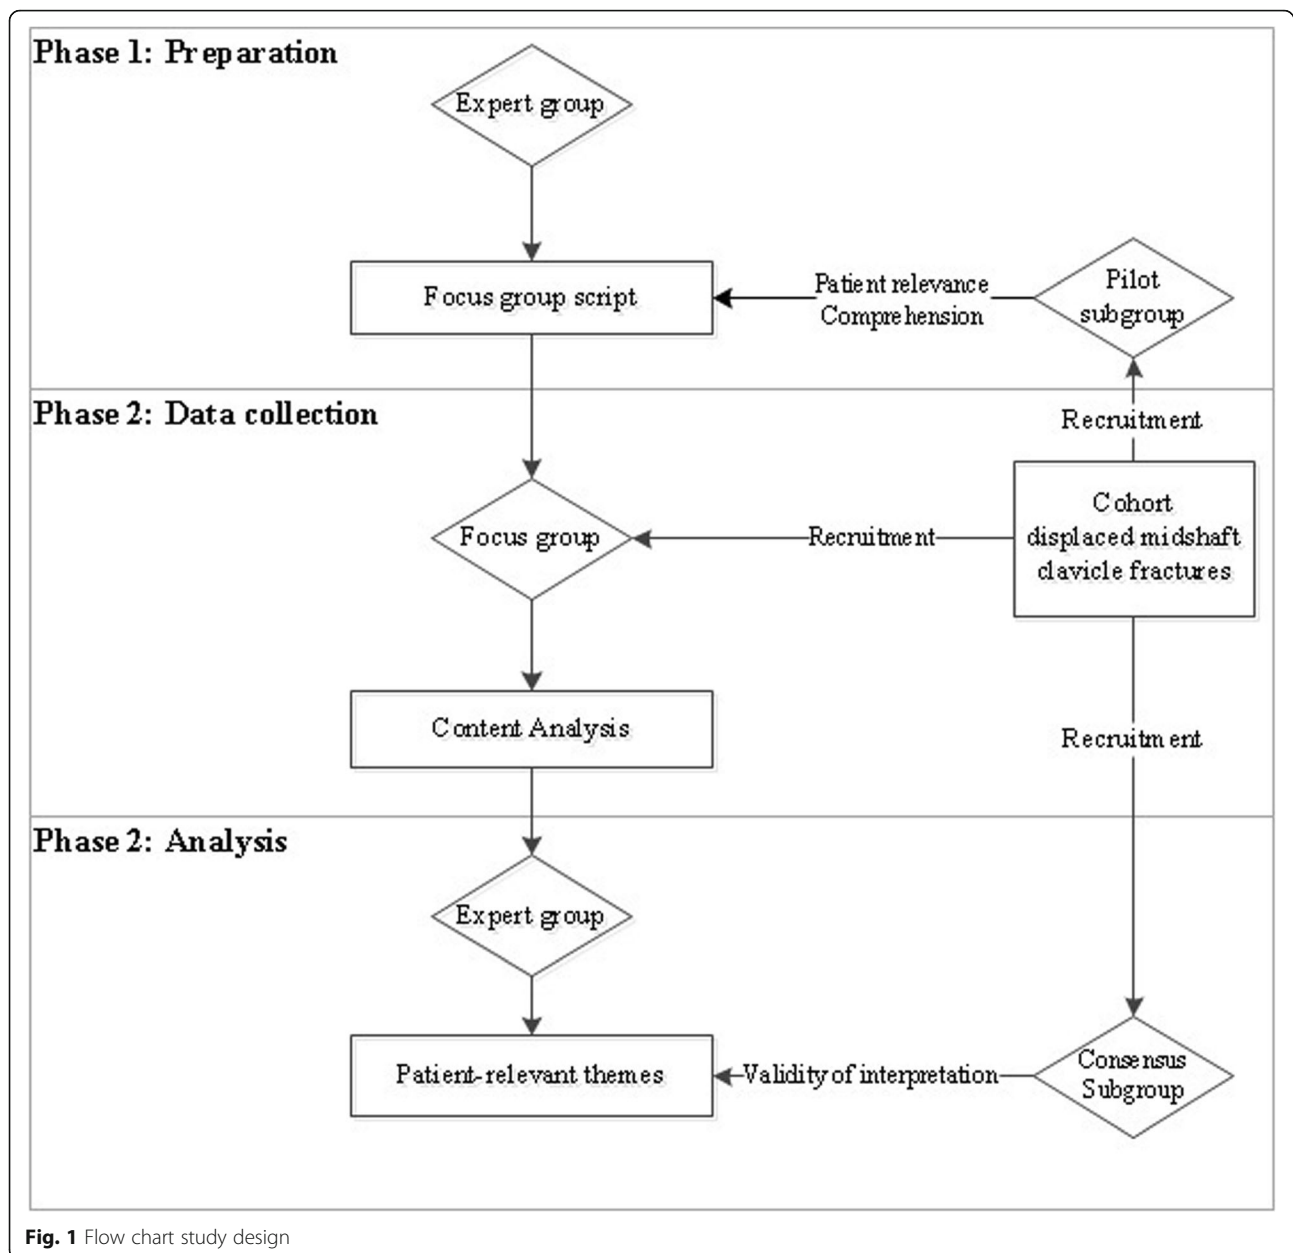 Phase 1: Preparation
Expert group
Focus group script
Patient relevance
Comprehension
Pilot
subgroup
Recruitment
Phase 2: Data collection
Focus group
Recruitment
Cohort
displaced midshaft
clavicle fractures
Content Analysis
Recruitment
Phase 2: Analysis
Expert group
Patient-relevant themes
Validity of interpretation
Consensus
Subgroup
Fig. 1 Flow chart study design